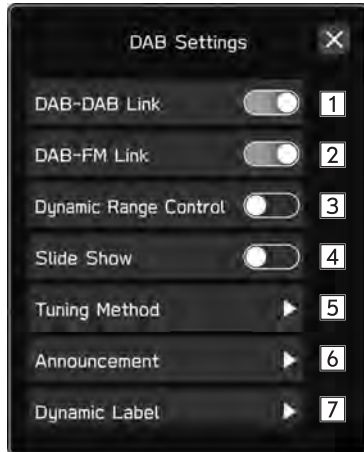 DAB Settings
DAB-DAB Link 1
DAB-FM Link 2
Dynamic Range Control 3
Slide Show 4
Tuning Method 5
Announcement 6
Dynamic Label 7